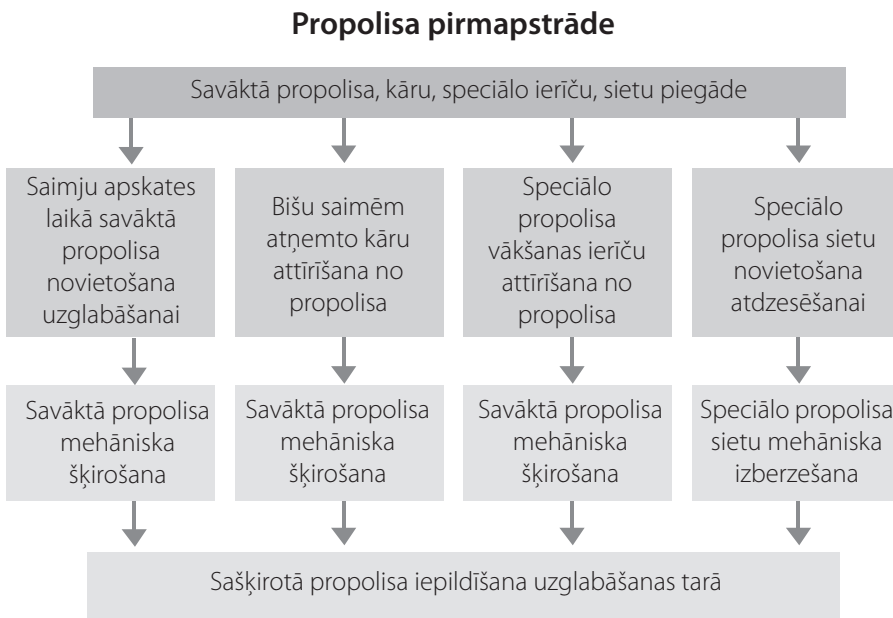 Propolisa pirmapstrāde
Savāktā propolisa, kāru, speciālo ierīču, sietu piegāde
Saimju apskates
laikā savāktā
propolisa
novietošana
uzglabāšanai
Bišu saimēm
atņemto kāru
attīrīšana no
propolisa
Speciālo
propolisa
vākšanas ierīču
attīrīšana no
propolisa
Speciālo
propolisa sietu
novietošana
atdzesēšanai
Savāktā propolisa
mehāniska
šķirošana
Savāktā propolisa
mehāniska
šķirošana
Savāktā propolisa
mehāniska
šķirošana
Speciālo propolisa
sietu mehāniska
izberzešana
Sašķirotā propolisa iepildīšana uzglabāšanas tarā